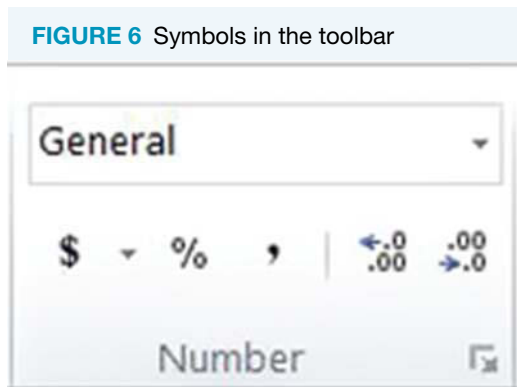 FIGURE 6 Symbols in the toolbar
General
$ % , .0 .00 .00 .0
Number